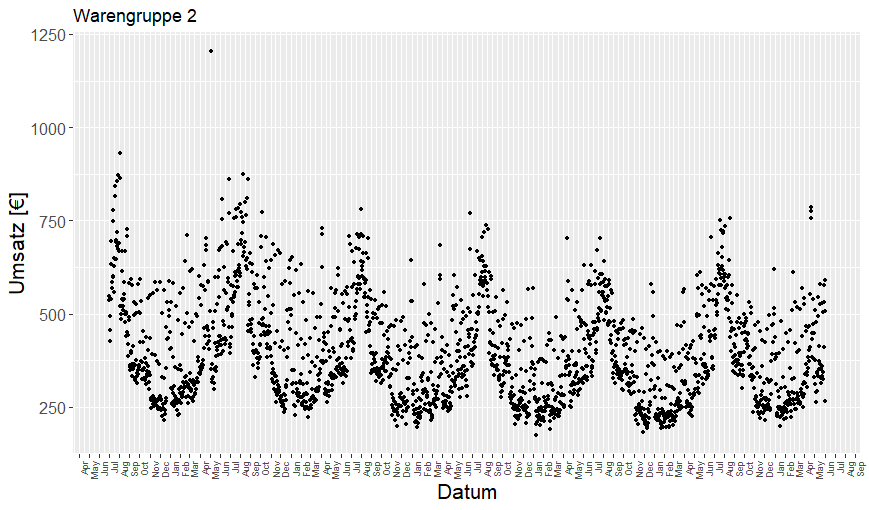 Warengruppe 2
1250
1000
750
500
250
Umsatz [€]
Apr May Jun Jul Aug Sep Oct Nov Dec Jan Feb Mar Apr May Jun Jul Aug Sep Oct Nov Dec Jan Feb Mar Apr May Jun Jul Aug Sep Oct Nov Dec Jan Feb Mar Apr May Jun Jul Aug Sep Oct Nov Dec Jan Feb Mar Apr May Jun Jul Aug Sep Oct Nov Dec Jan Feb Mar Apr May Jun Jul Aug Sep Oct Nov Dec Jan Feb Mar Apr May Jun Jul Aug Sep
Datum